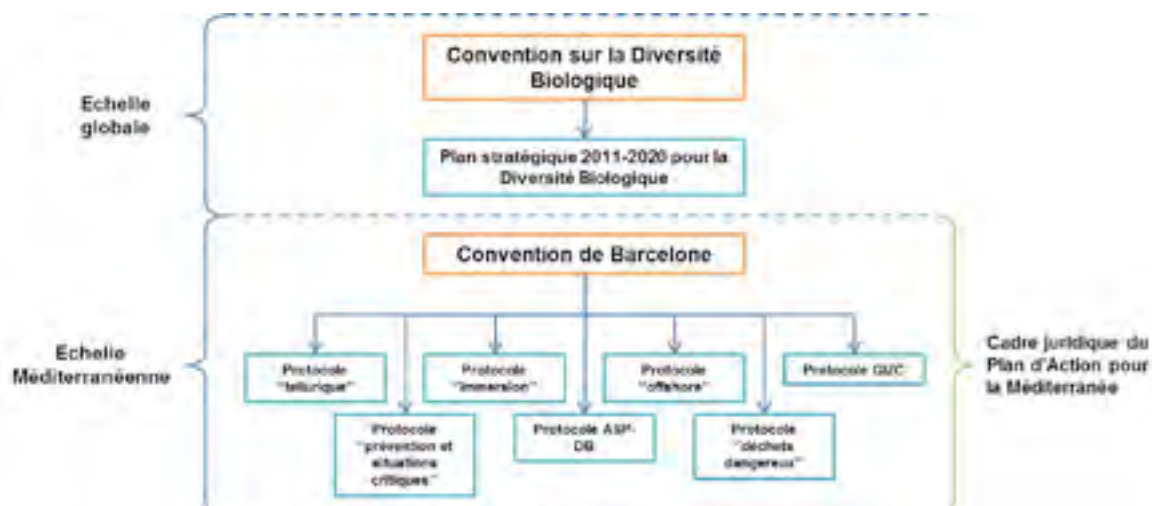 Convention sur la Diversité
Biologique
Echelle
globale
Plan stratégique 2011-2020 pour la
Diversité Biologique
Convention de Barcelone
Echelle
Méditerranéenne
Protocole
"tellurique"
Protocole
"immersion"
Protocole
"offshore"
Protocole GIZC
Protocole
"prévention et
situations
critiques"
Protocole ASP-
DB
Protocole
"déchets
dangereux"
Cadre juridique du
Plan d'Action pour
la Méditerranée